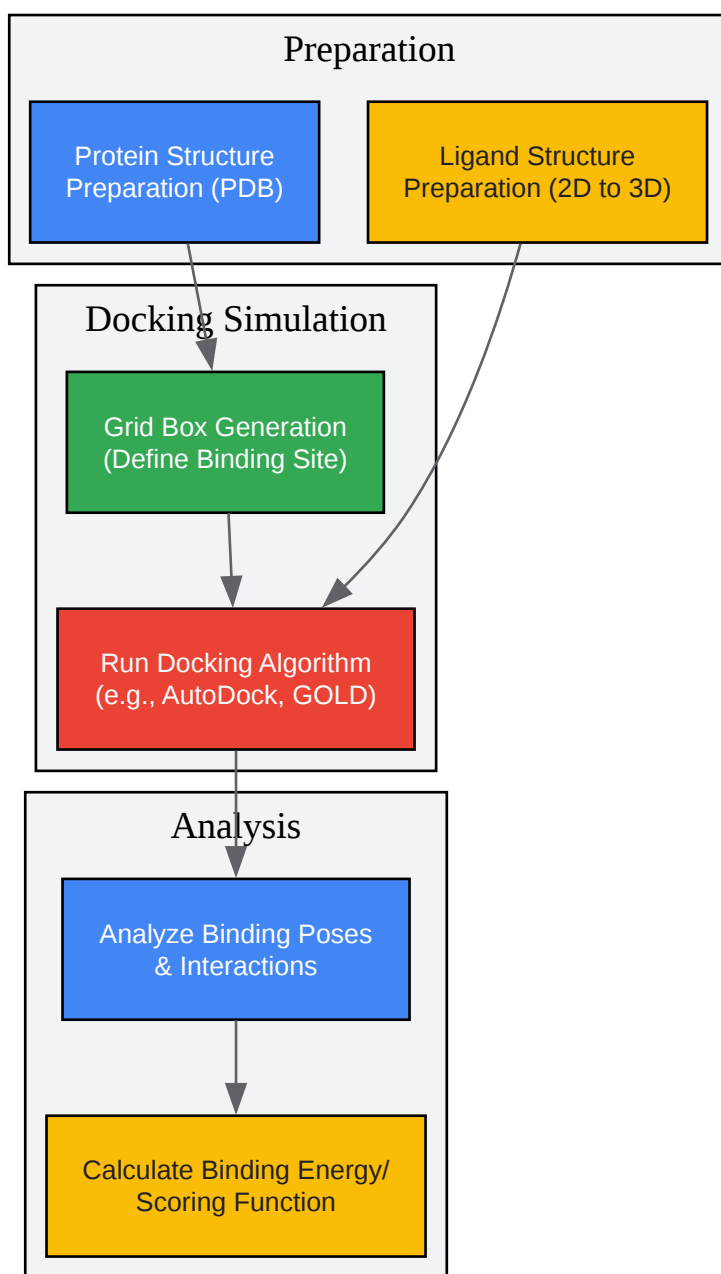 Preparation
Protein Structure
Preparation (PDB)
Ligand Structure
Preparation (2D to 3D)
Docking Simulation
Grid Box Generation
(Define Binding Site)
Run Docking Algorithm
(e.g., AutoDock, GOLD)
Analysis
Analyze Binding Poses
& Interactions
Calculate Binding Energy/
Scoring Function